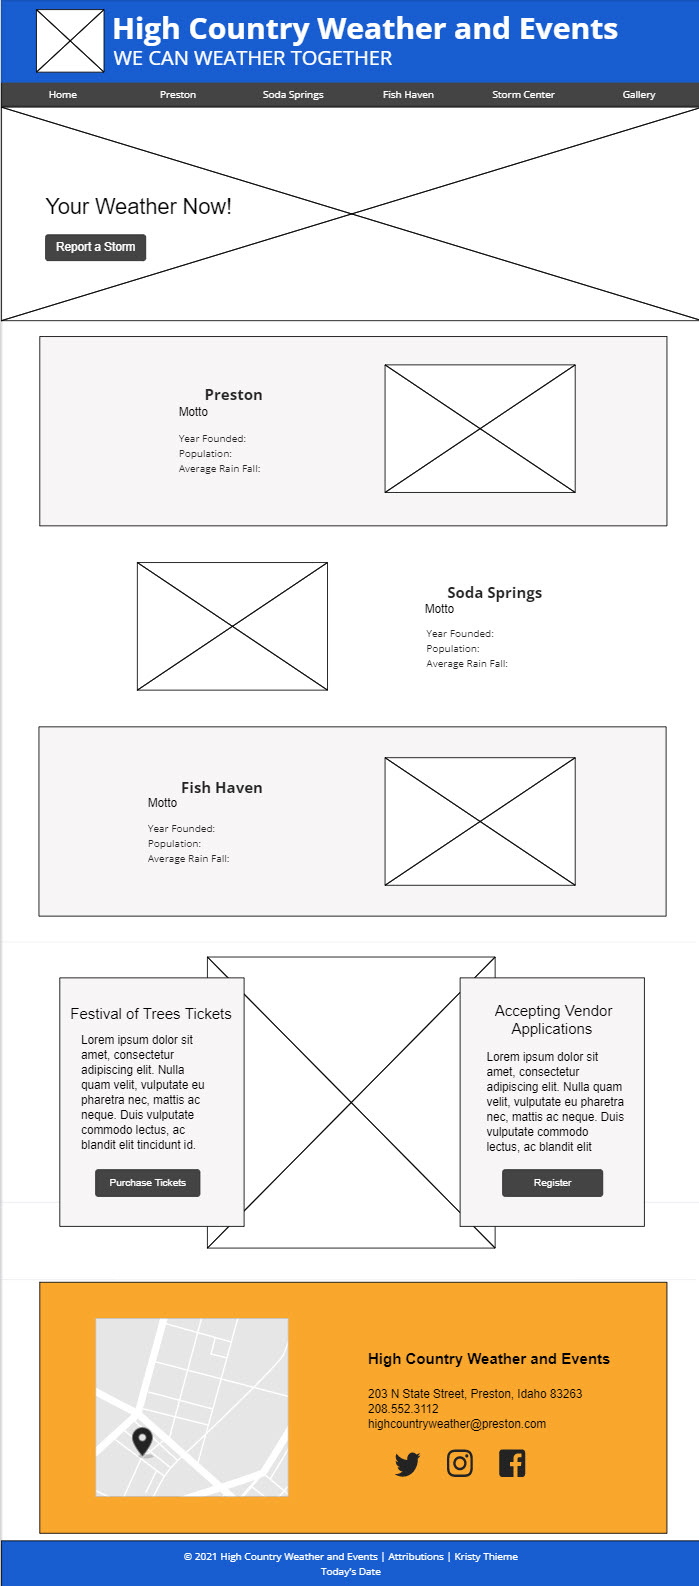 High Country Weather and Events
WE CAN WEATHER TOGETHER
Home Preston Soda Springs Fish Haven Storm Center Gallery
Your Weather Now!
Report a Storm
Preston
Motto
Year Founded:
Population:
Average Rain Fall:
Soda Springs
Motto
Year Founded:
Population:
Average Rain Fall:
Fish Haven
Motto
Year Founded:
Population:
Average Rain Fall:
Festival of Trees Tickets
Lorem ipsum dolor sit
amet, consectetur
adipiscing elit. Nulla
quam velit, vulputate eu
pharetra nec, mattis ac
neque. Duis vulputate
commodo lectus, ac
blandit elit tincidunt id.
Purchase Tickets
Accepting Vendor
Applications
Lorem ipsum dolor sit
amet, consectetur
adipiscing elit. Nulla quam
velit, vulputate eu pharetra
nec, mattis ac neque. Duis
vulputate commodo
lectus, ac blandit elit
Register
High Country Weather and Events
203 N State Street, Preston, Idaho 83263
208.552.3112
highcountryweather@preston.com
© 2021 High Country Weather and Events | Attributions | Kristy Thieme
Today's Date